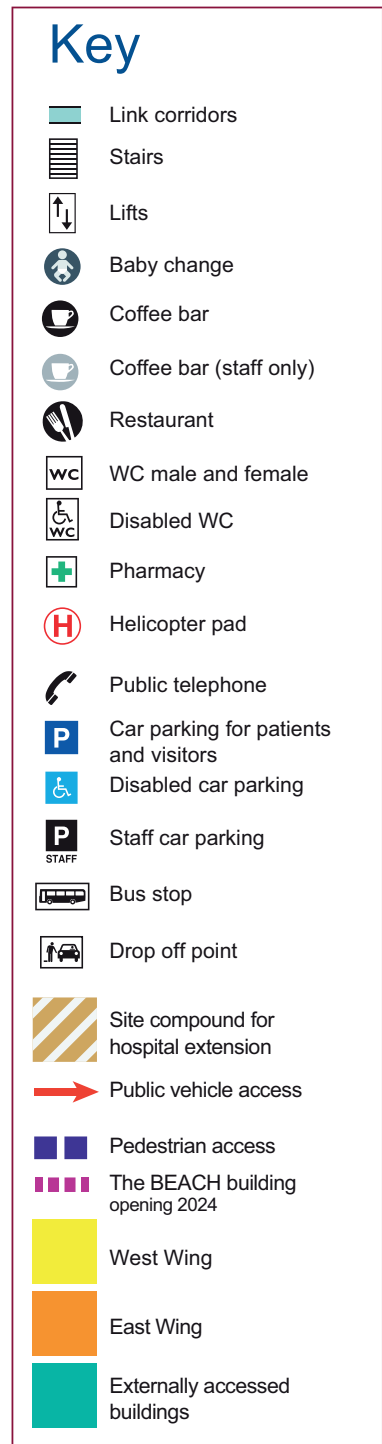 Key
Link corridors
Stairs
Lifts
Baby change
Coffee bar
Coffee bar (staff only)
Restaurant
WC WC male and female
WC Disabled WC
Pharmacy
H Helicopter pad
Public telephone
P Car parking for patients
and visitors
Disabled car parking
P Staff car parking
STAFF
Bus stop
Drop off point
Site compound for
hospital extension
Public vehicle access
Pedestrian access
The BEACH building
opening 2024
West Wing
East Wing
Externally accessed
buildings